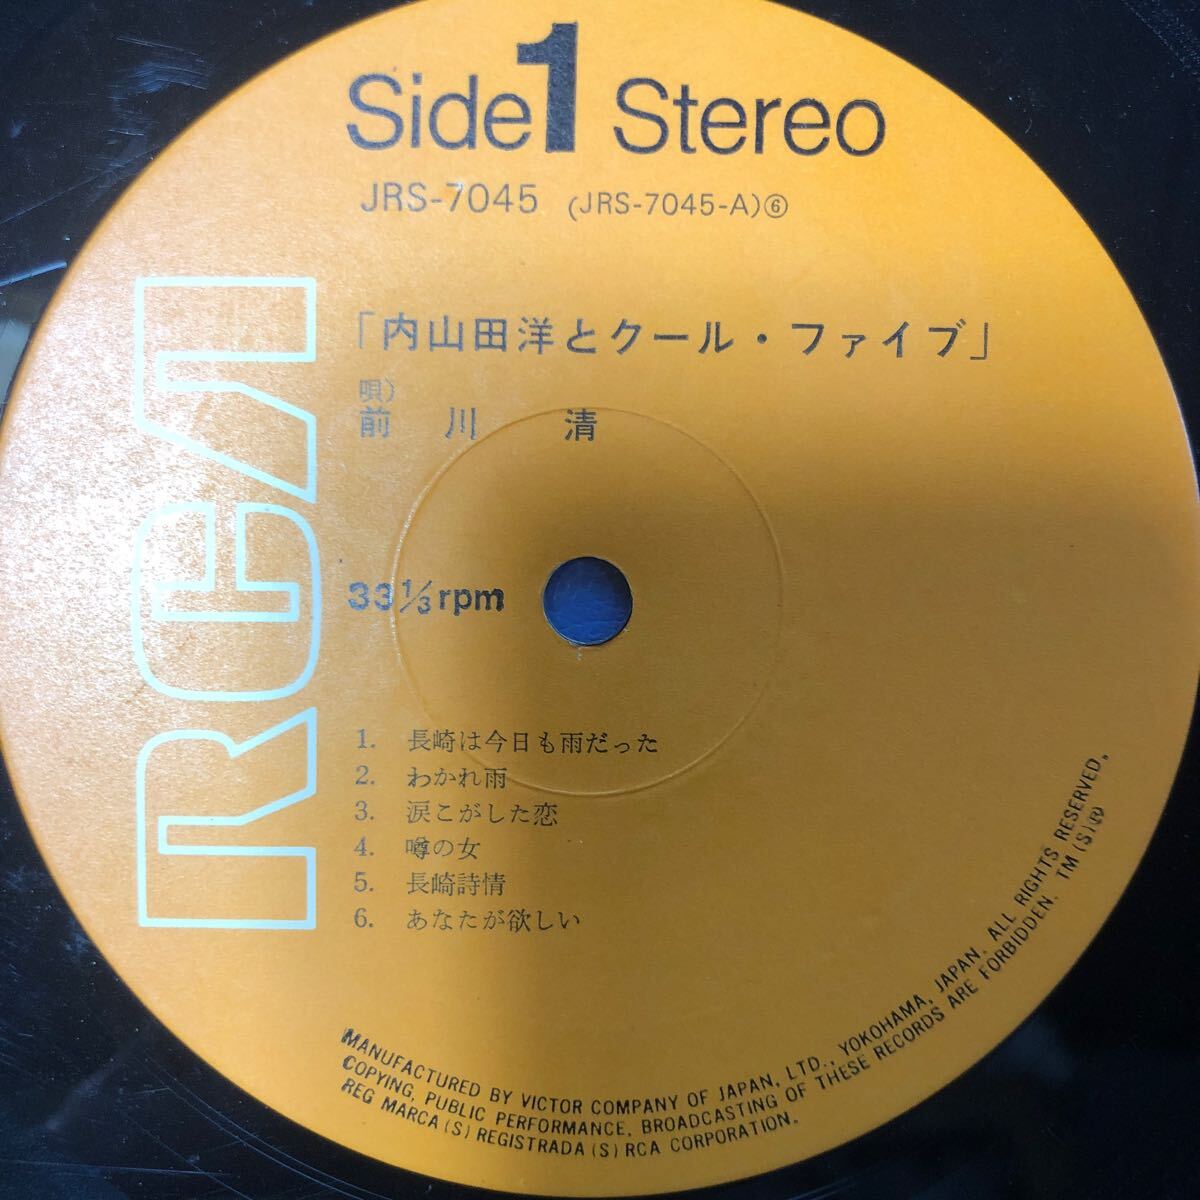 Side 1 Stereo
JRS-7045 (JRS-7045-A)⑥
「内山田洋とクール・ファイブ」
唄)
前川 清
RCA
33⅓rpm
1. 長崎は今日も雨だった
2. わかれ雨
3. 涙こがした恋
4. 噂の女
5. 長崎詩情
6. あなたが欲しい
MANUFACTURED BY VICTOR COMPANY OF JAPAN, LTD., YOKOHAMA, JAPAN. ALL RIGHTS RESERVED,
COPYING, PUBLIC PERFORMANCE, BROADCASTING OF THESE RECORDS ARE FORBIDDEN. TM(S)®
REG MARCA(S) REGISTRADA(S) RCA CORPORATION.